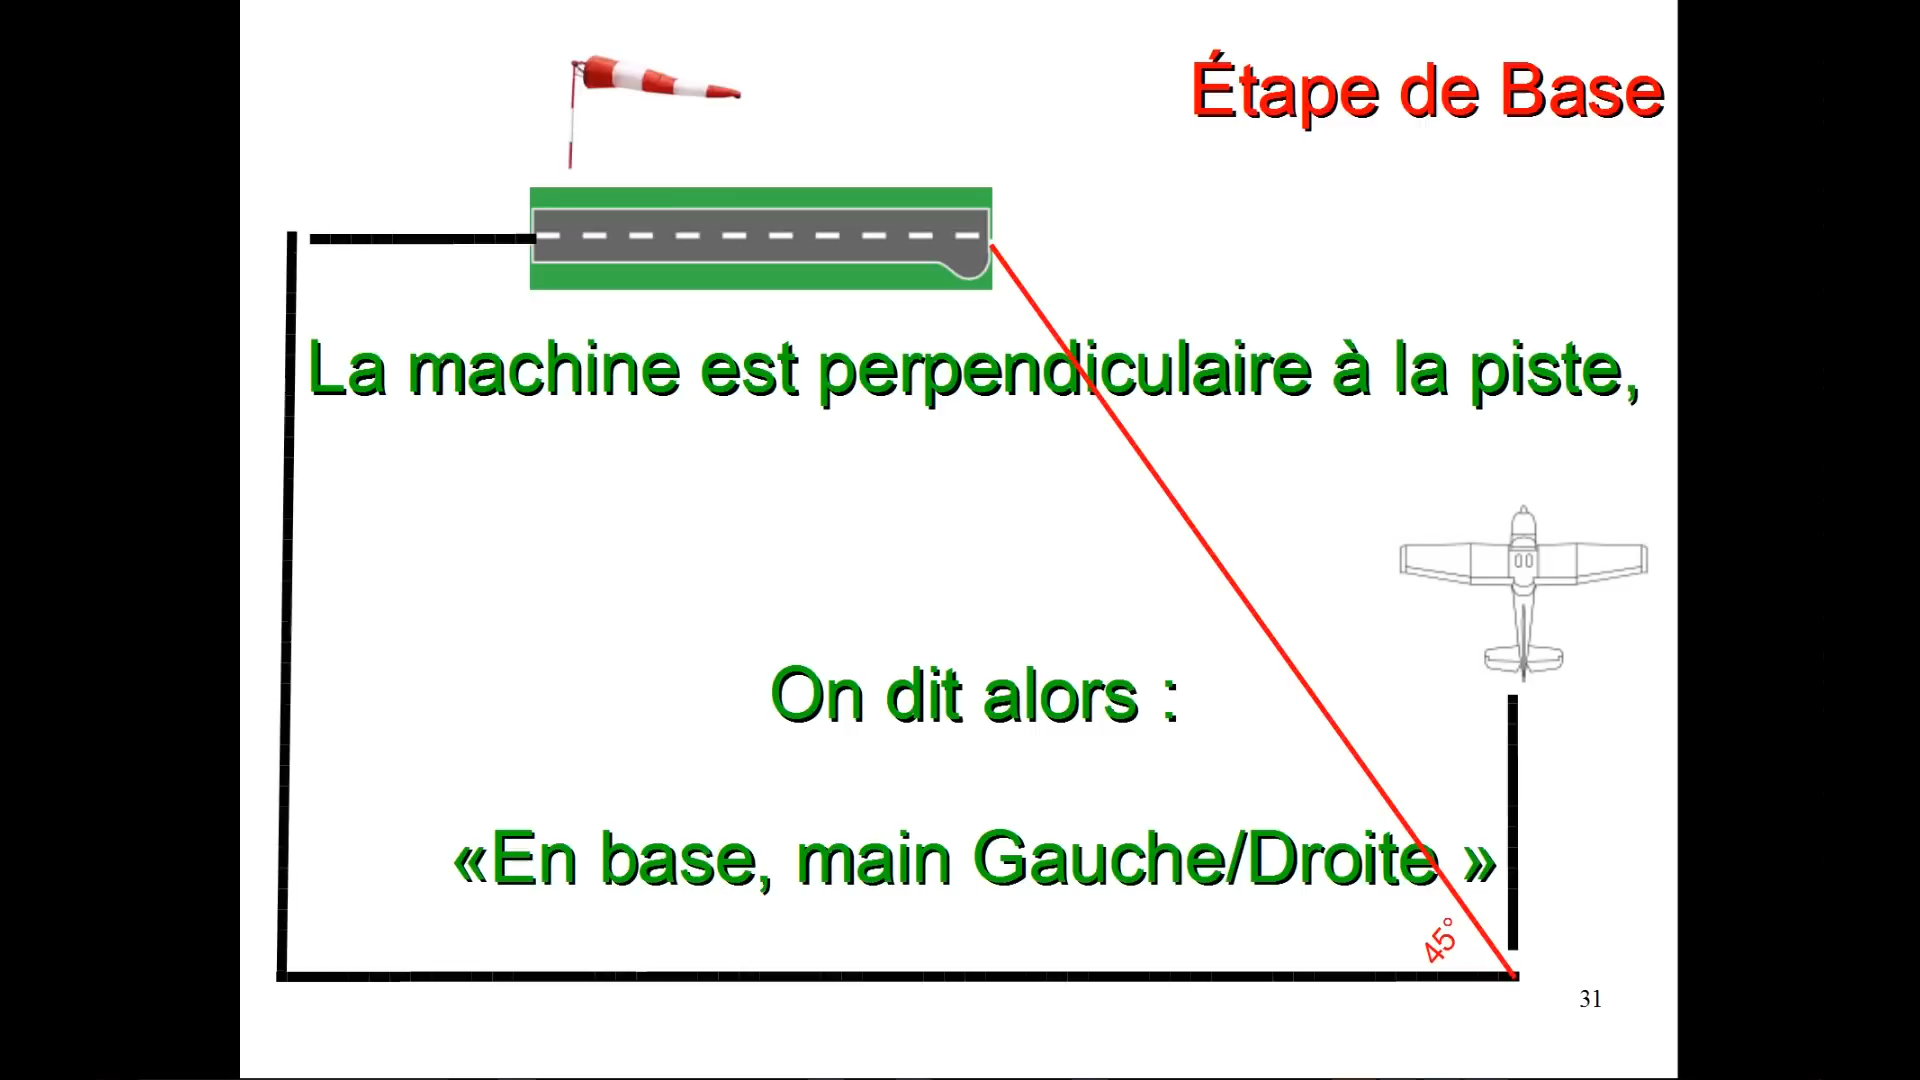 Étape de Base
La machine est perpendiculaire à la piste,
On dit alors :
«En base, main Gauche/Droite »
45°
31